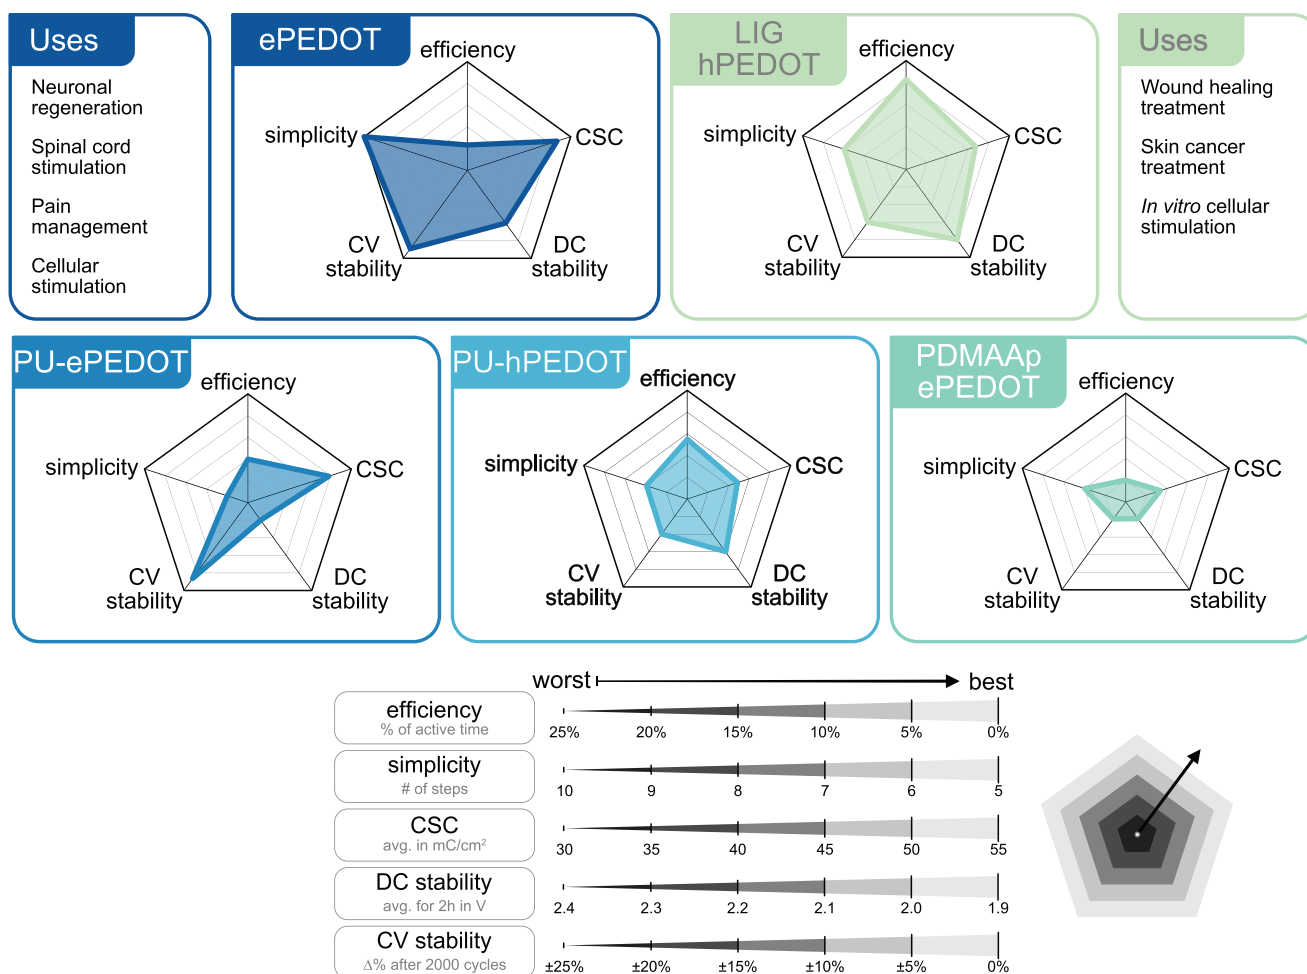 Uses
Neuronal
regeneration
Spinal cord
stimulation
Pain
management
Cellular
stimulation
ePEDOT
efficiency
simplicity
CSC
CV
stability
DC
stability
LIG
hPEDOT
efficiency
simplicity
CSC
CV
stability
DC
stability
Uses
Wound healing
treatment
Skin cancer
treatment
In vitro cellular
stimulation
PU-ePEDOT
efficiency
simplicity
CSC
CV
stability
DC
stability
PU-hPEDOT
efficiency
simplicity
CSC
CV
stability
DC
stability
PDMAAp
ePEDOT
efficiency
simplicity
CSC
CV
stability
DC
stability
worst best
efficiency
% of active time
25% 20% 15% 10% 5% 0%
simplicity
# of steps
10 9 8 7 6 5
CSC
avg. in mC/cm²
30 35 40 45 50 55
DC stability
avg. for 2h in V
2.4 2.3 2.2 2.1 2.0 1.9
CV stability
Δ% after 2000 cycles
±25% ±20% ±15% ±10% ±5% 0%